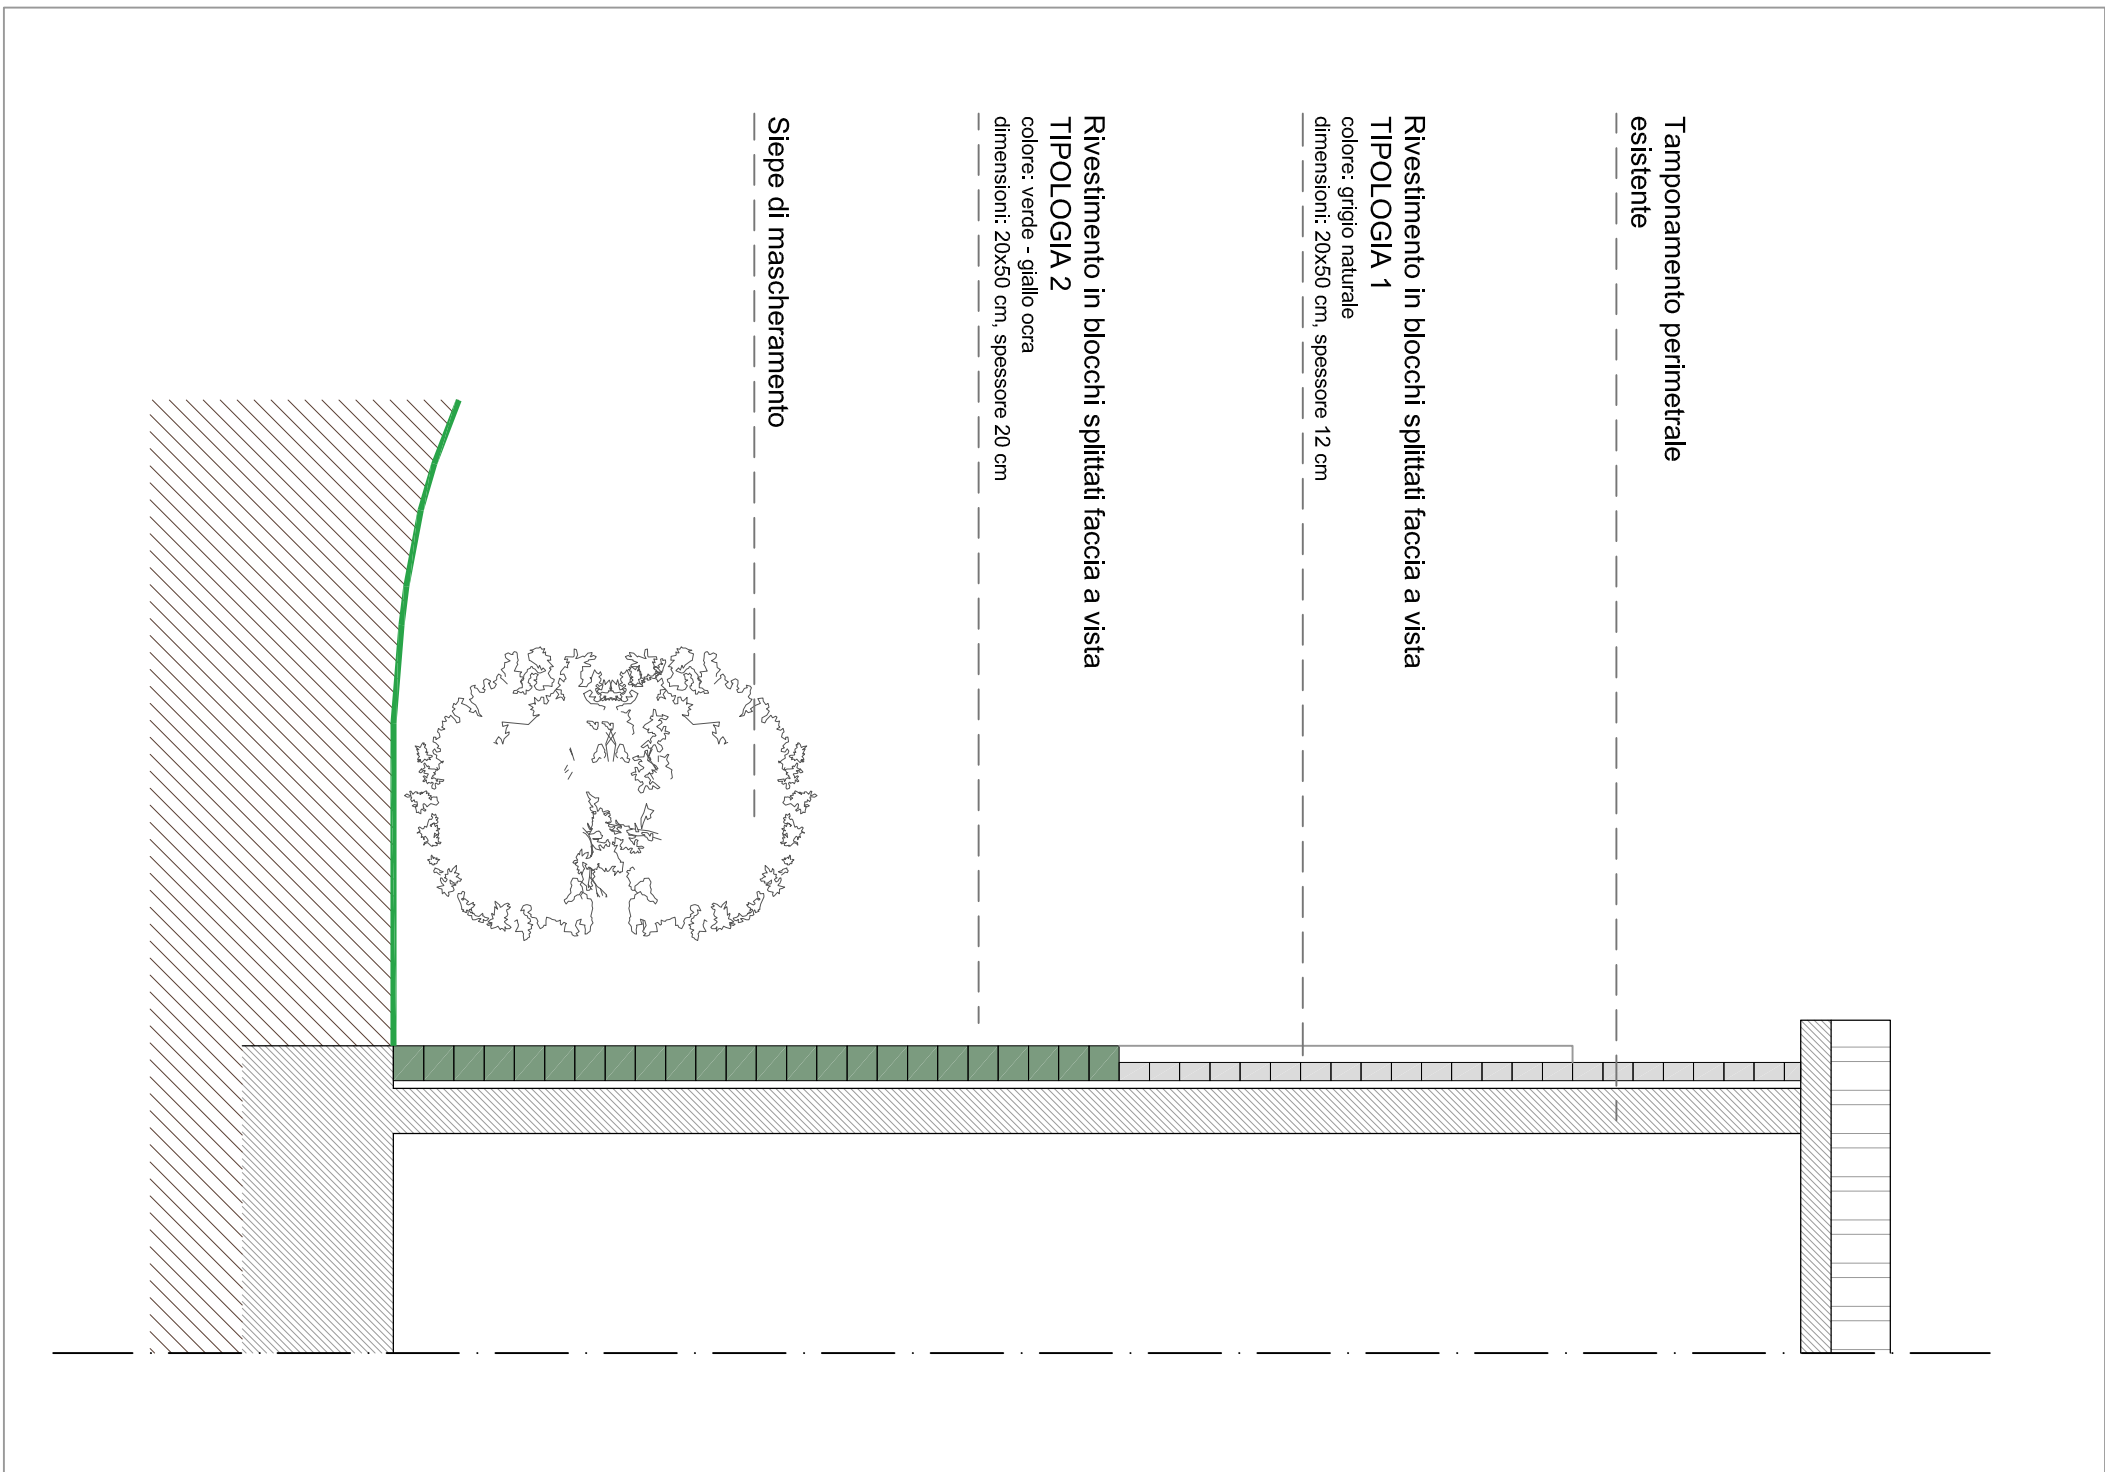 Tamponamento perimetrale
esistente
Rivestimento in blocchi splittati faccia a vista
TIPOLOGIA 1
colore: grigio naturale
dimensioni: 20x50 cm, spessore 12 cm
Rivestimento in blocchi splittati faccia a vista
TIPOLOGIA 2
colore: verde - giallo ocra
dimensioni: 20x50 cm, spessore 20 cm
Siepe di mascheramento